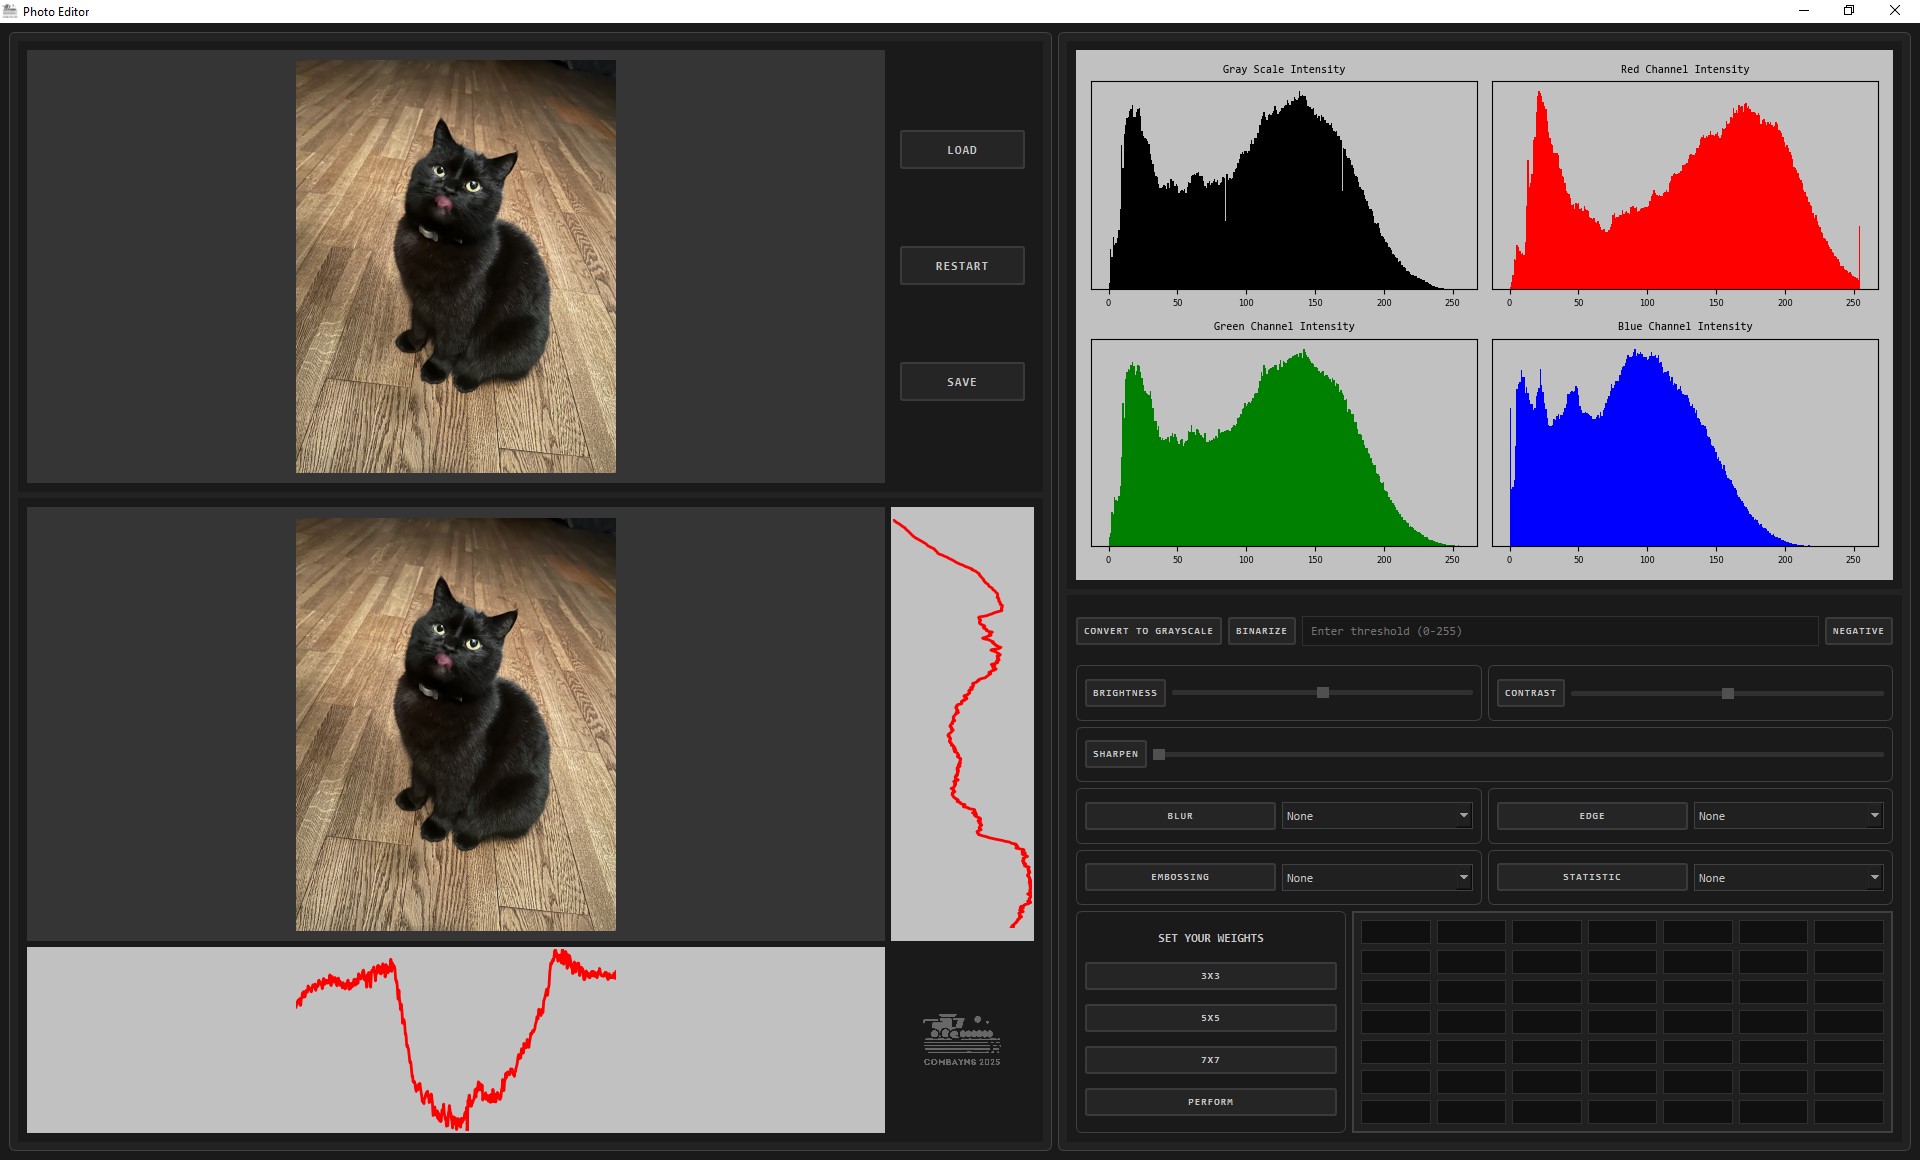 Photo Editor
LOAD
RESTART
SAVE
COMBAYNS 2025
Gray Scale Intensity
0 50 100 150 200 250
Red Channel Intensity
0 50 100 150 200 250
Green Channel Intensity
0 50 100 150 200 250
Blue Channel Intensity
0 50 100 150 200 250
CONVERT TO GRAYSCALE BINARIZE Enter threshold (0-255) NEGATIVE
BRIGHTNESS CONTRAST
SHARPEN
BLUR None EDGE None
EMBOSSING None STATISTIC None
SET YOUR WEIGHTS
3X3
5X5
7X7
PERFORM